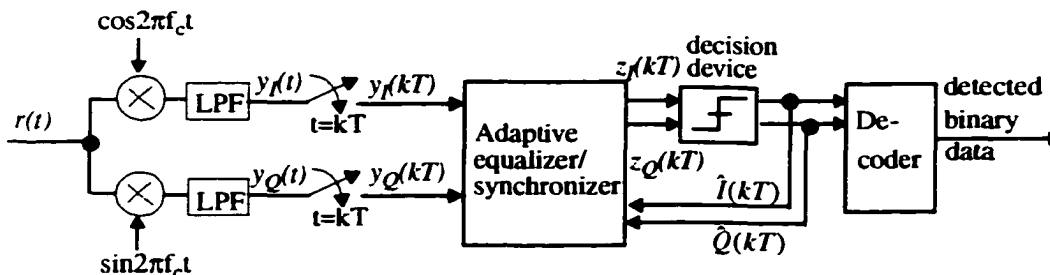 cos2πf_ct
r(t)
LPF
y_I(t)
t=kT
y_I(kT)
LPF
y_Q(t)
t=kT
y_Q(kT)
sin2πf_ct
Adaptive
equalizer/
synchronizer
z_I(kT)
z_Q(kT)
decision
device
Î(kT)
Q̂(kT)
De-
coder
detected
binary
data